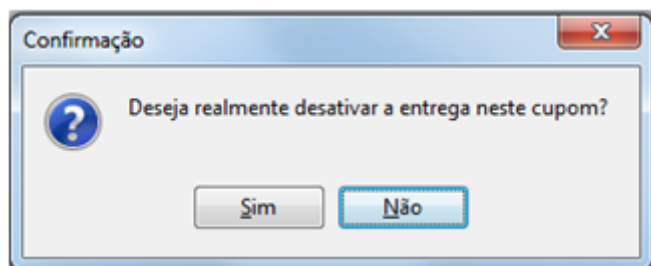 Confirmação
Deseja realmente desativar a entrega neste cupom?
Sim
Não